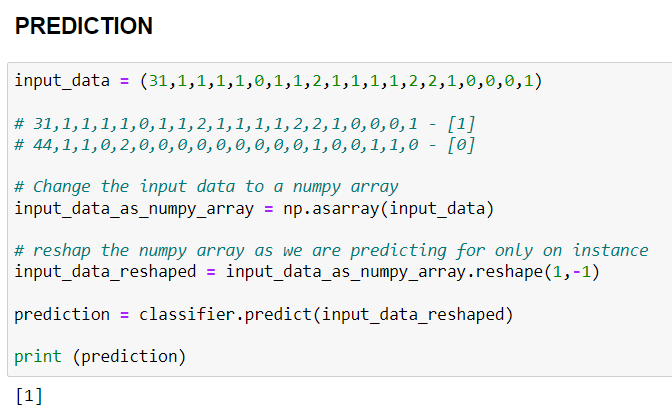 PREDICTION
input_data = (31,1,1,1,1,0,1,1,2,1,1,1,1,2,2,1,0,0,0,1)
# 31,1,1,1,1,0,1,1,2,1,1,1,1,2,2,1,0,0,0,1 - [1]
# 44,1,1,0,2,0,0,0,0,0,0,0,0,0,1,0,0,1,1,0 - [0]
# Change the input data to a numpy array
input_data_as_numpy_array = np.asarray(input_data)
# reshap the numpy array as we are predicting for only on instance
input_data_reshaped = input_data_as_numpy_array.reshape(1,-1)
prediction = classifier.predict(input_data_reshaped)
print (prediction)
[1]